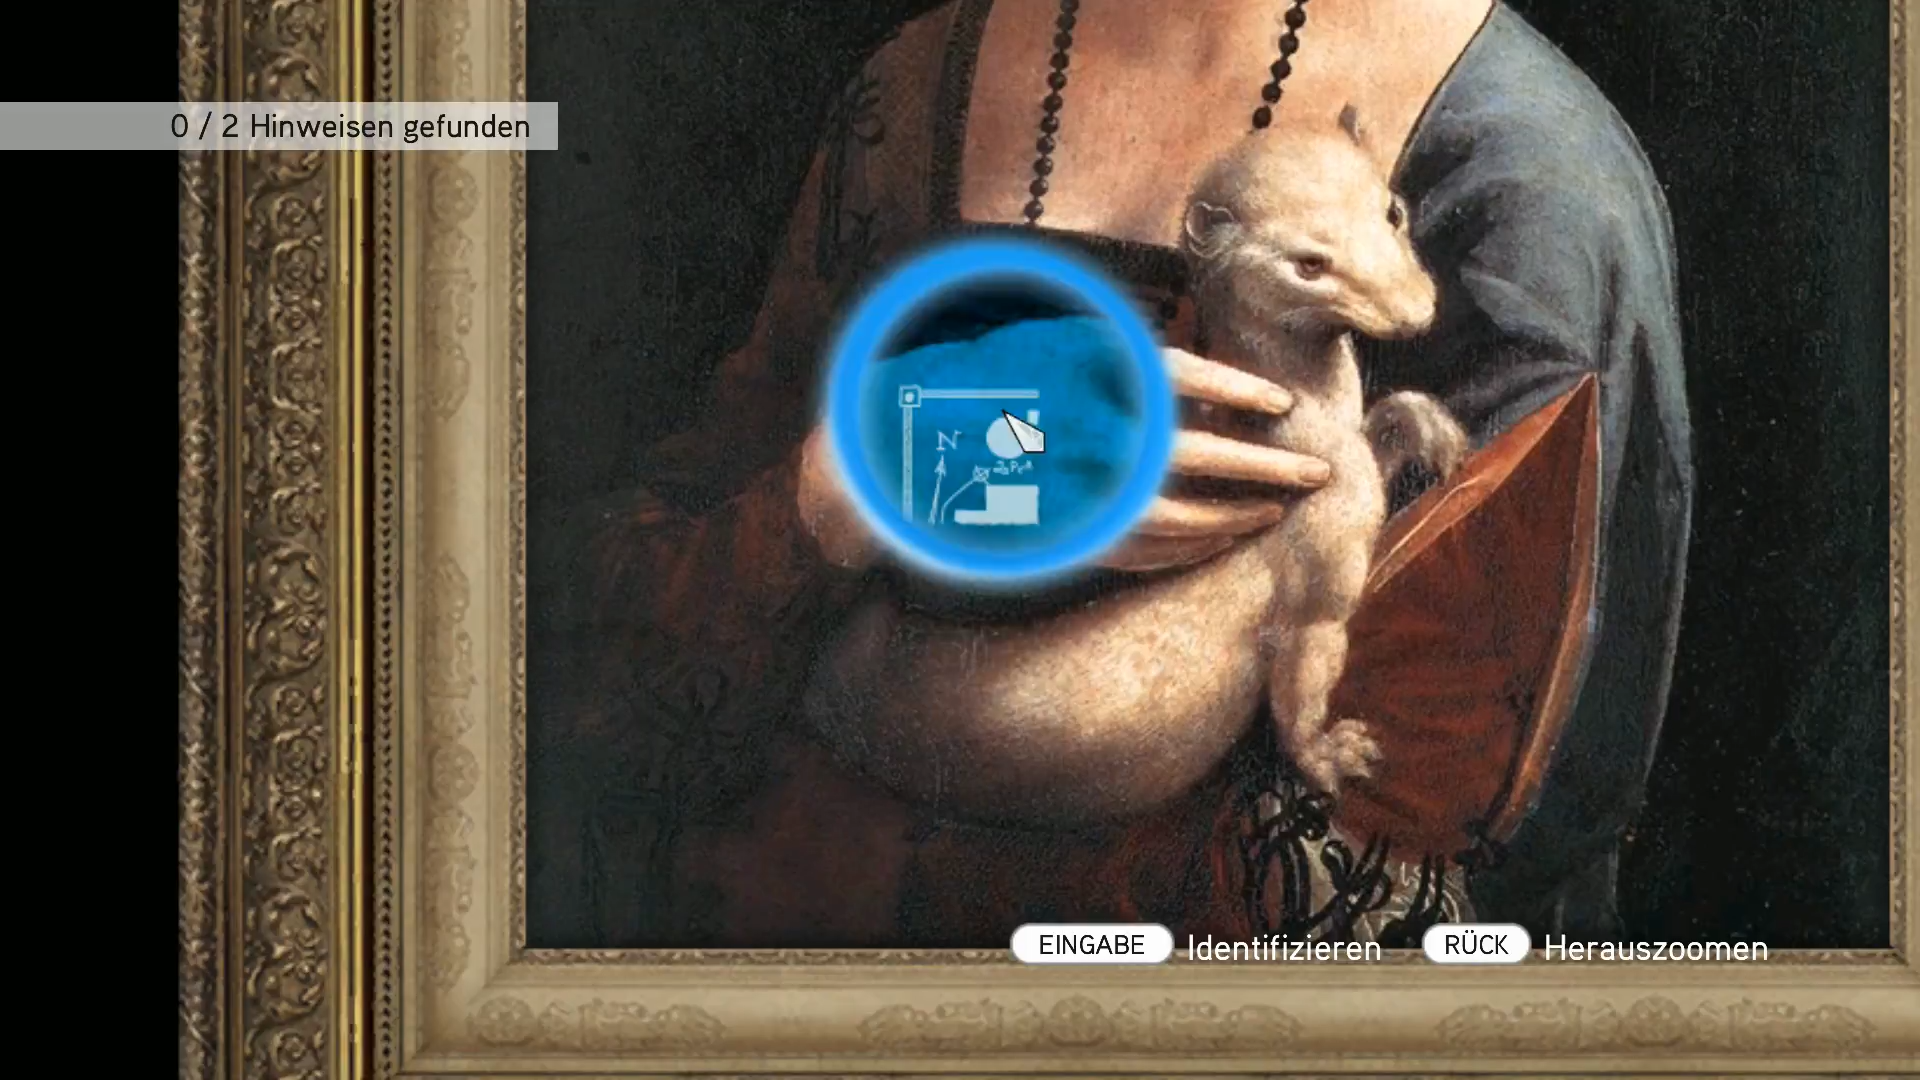 0 / 2 Hinweisen gefunden
N
EINGABE Identifizieren RÜCK Herauszoomen